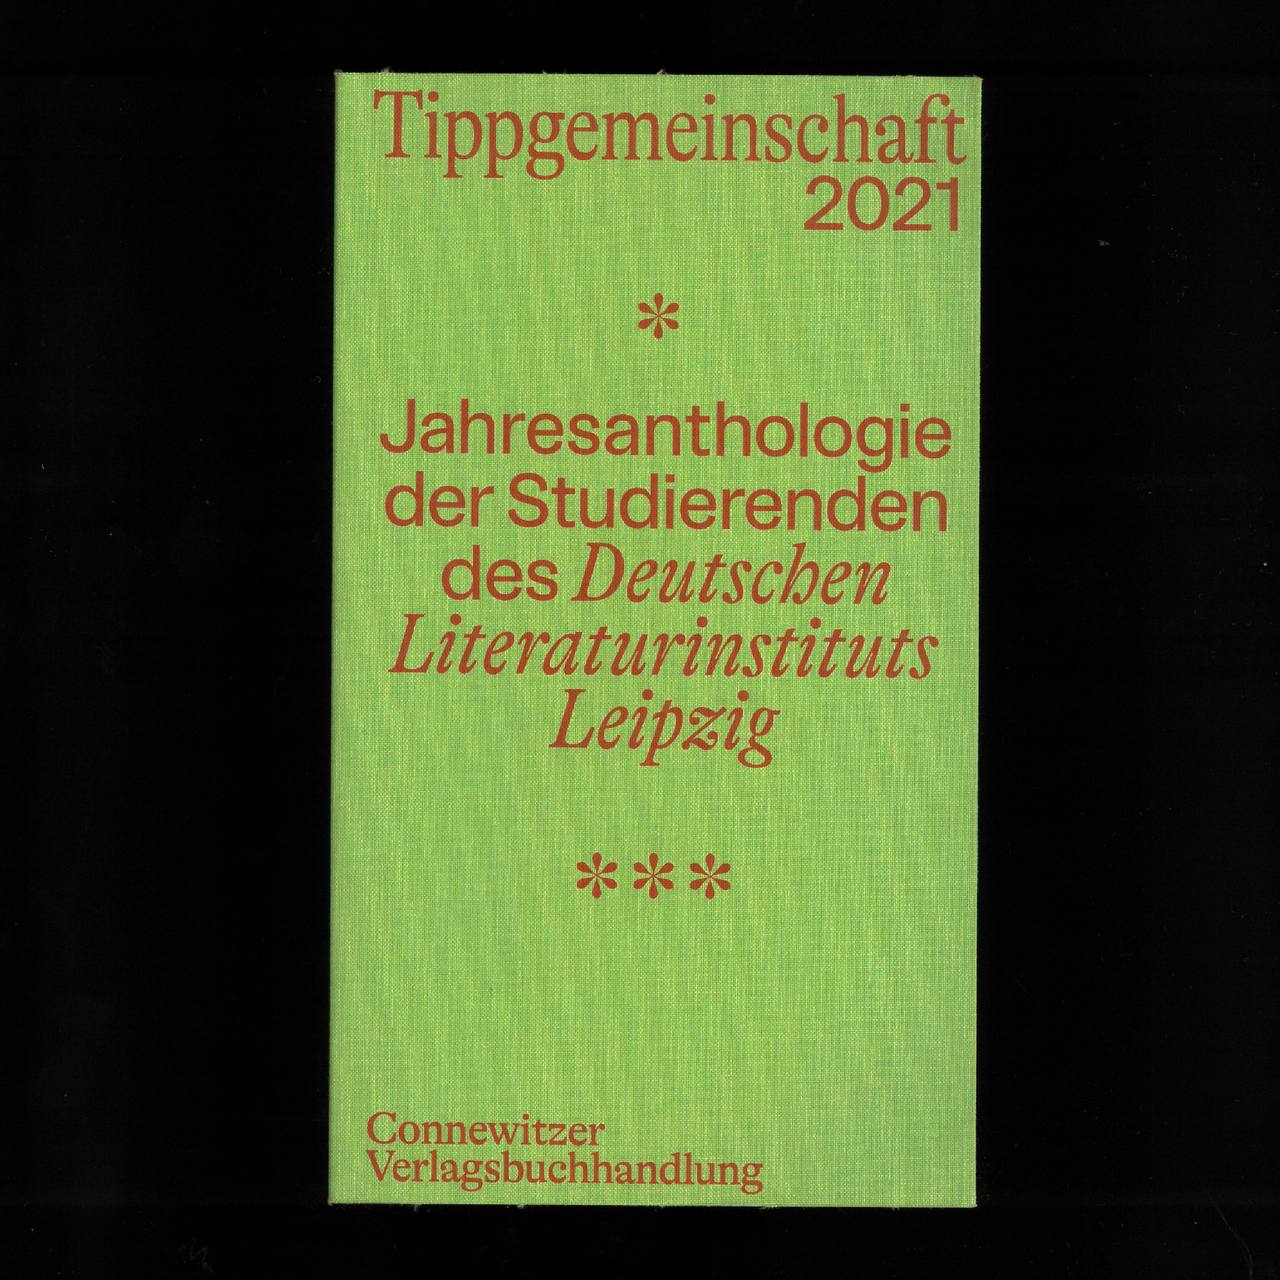 Tippgemeinschaft
2021
*
Jahresanthologie
der Studierenden
des Deutschen
Literaturinstituts
Leipzig
***
Connewitzer
Verlagsbuchhandlung